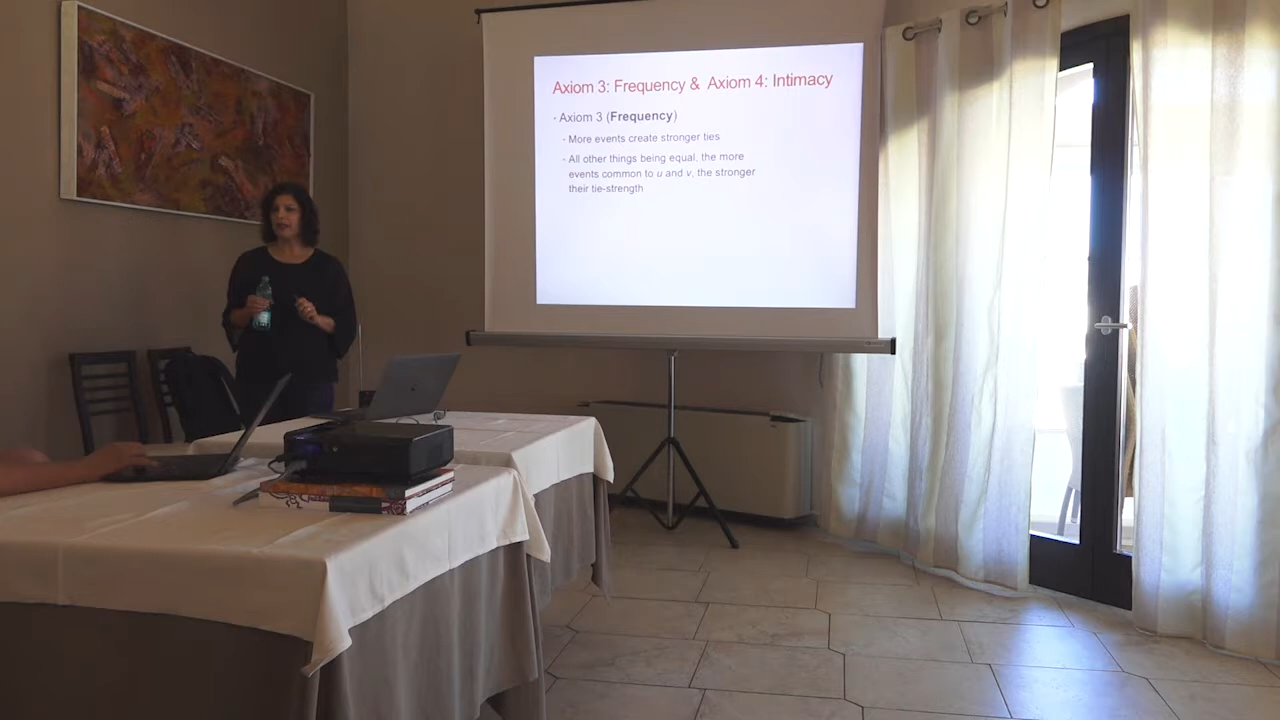 Axiom 3: Frequency & Axiom 4: Intimacy
· Axiom 3 (Frequency)
- More events create stronger ties
- All other things being equal, the more
events common to u and v, the stronger
their tie-strength